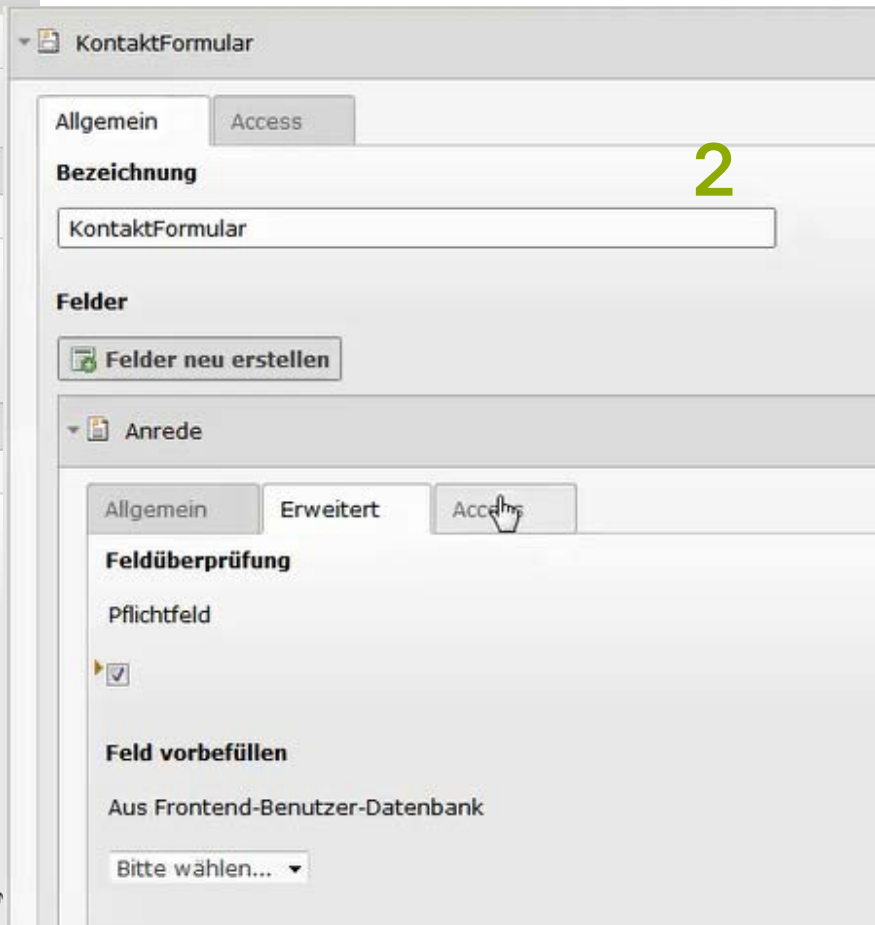 KontaktFormular
Allgemein Access
2
Bezeichnung
KontaktFormular
Felder
Felder neu erstellen
Anrede
Allgemein Erweitert Access
Feldüberprüfung
Pflichtfeld
Feld vorbefüllen
Aus Frontend-Benutzer-Datenbank
Bitte wählen...